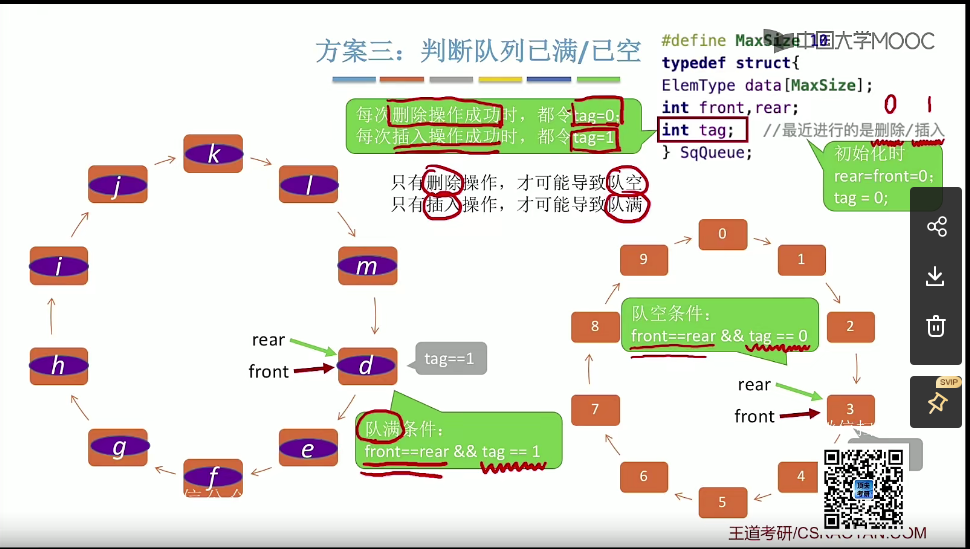 方案三：判断队列已满/已空
#define MaxSize 10
中国大学MOOC
typedef struct{
ElemType data[MaxSize];
int front,rear;
0 1
int tag; //最近进行的是删除/插入
} SqQueue;
每次删除操作成功时，都令tag=0;
每次插入操作成功时，都令tag=1
初始化时
rear=front=0;
tag = 0;
只有删除操作，才可能导致队空
只有插入操作，才可能导致队满
k
j
l
i
m
rear
front
d
tag==1
h
g
f
e
队满条件：
front==rear && tag == 1
0
9
1
队空条件：
front==rear && tag == 0
8
2
rear
front
3
7
6
4
5
SVIP
王道考研/CSKAOYAN.COM